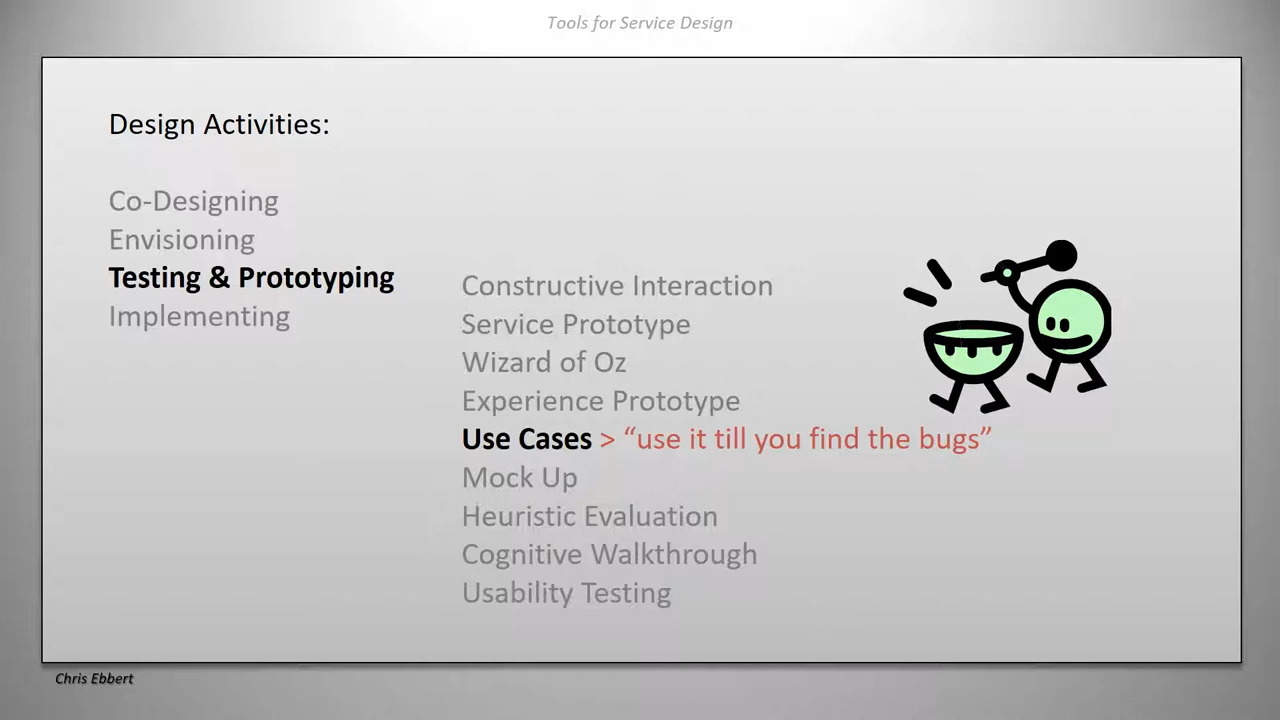 Tools for Service Design
Design Activities:
Co-Designing
Envisioning
Testing & Prototyping
Implementing
Constructive Interaction
Service Prototype
Wizard of Oz
Experience Prototype
Use Cases > “use it till you find the bugs”
Mock Up
Heuristic Evaluation
Cognitive Walkthrough
Usability Testing
Chris Ebbert